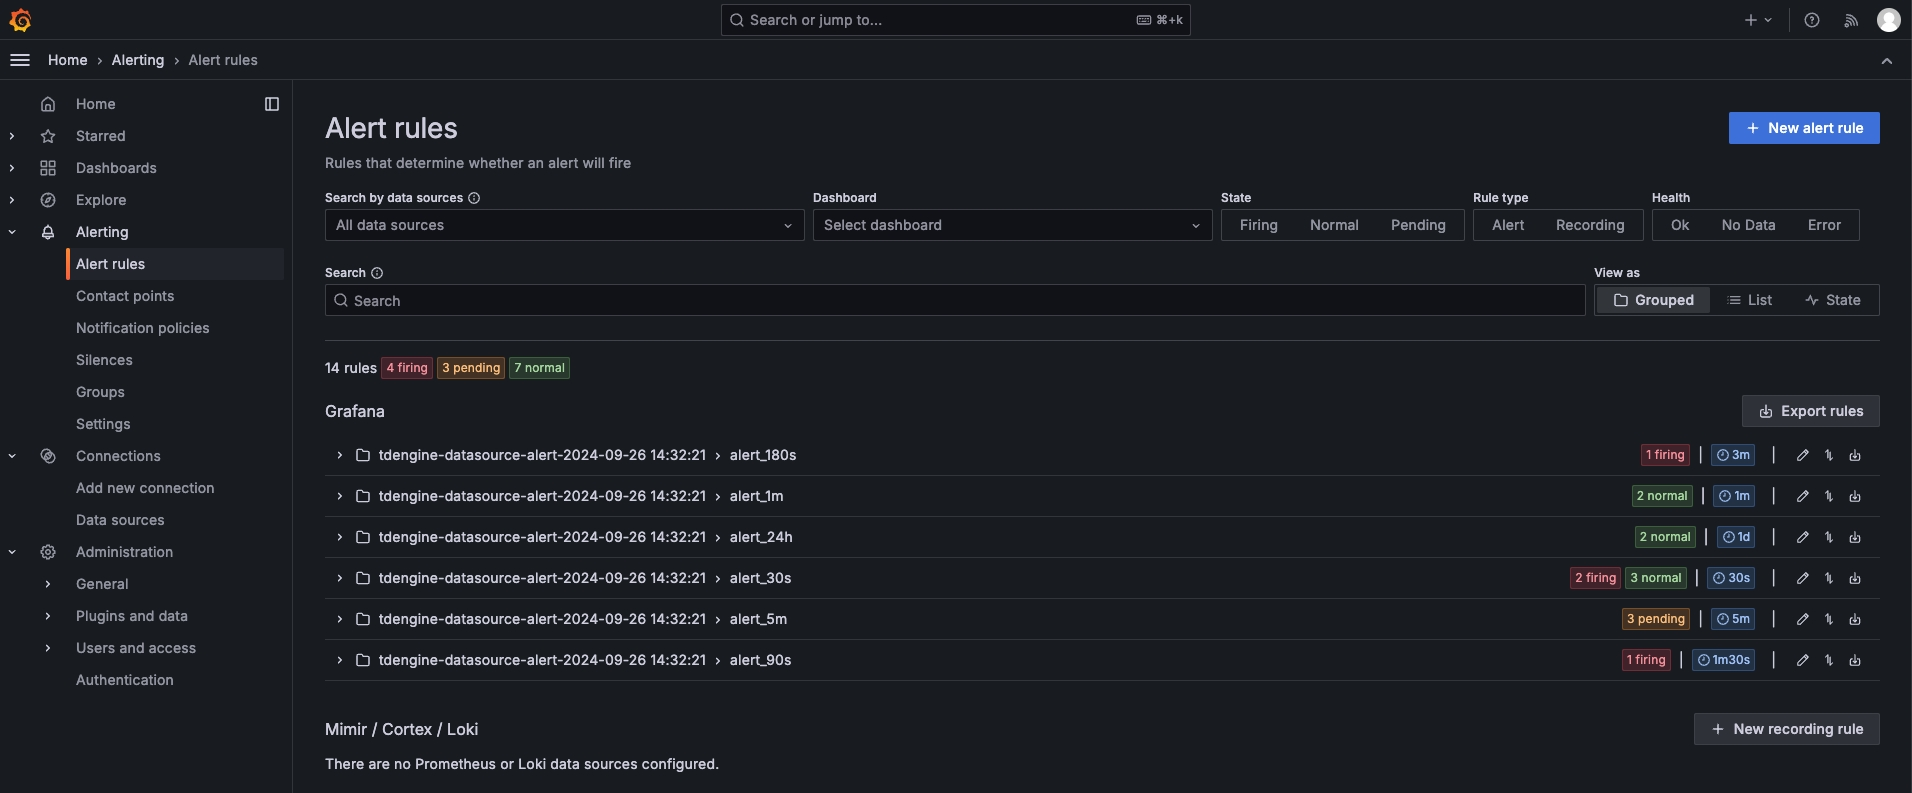 Search or jump to... ⌘+k
Home › Alerting › Alert rules
Home
Starred
Dashboards
Explore
Alerting
Alert rules
Contact points
Notification policies
Silences
Groups
Settings
Connections
Add new connection
Data sources
Administration
General
Plugins and data
Users and access
Authentication
Alert rules
New alert rule
Rules that determine whether an alert will fire
Search by data sources Dashboard State Rule type Health
All data sources Select dashboard Firing Normal Pending Alert Recording Ok No Data Error
Search View as
Search Grouped List State
14 rules 4 firing 3 pending 7 normal
Grafana Export rules
tdengine-datasource-alert-2024-09-26 14:32:21 › alert_180s 1 firing | 3m |
tdengine-datasource-alert-2024-09-26 14:32:21 › alert_1m 2 normal | 1m |
tdengine-datasource-alert-2024-09-26 14:32:21 › alert_24h 2 normal | 1d |
tdengine-datasource-alert-2024-09-26 14:32:21 › alert_30s 2 firing 3 normal | 30s |
tdengine-datasource-alert-2024-09-26 14:32:21 › alert_5m 3 pending | 5m |
tdengine-datasource-alert-2024-09-26 14:32:21 › alert_90s 1 firing | 1m30s |
Mimir / Cortex / Loki New recording rule
There are no Prometheus or Loki data sources configured.